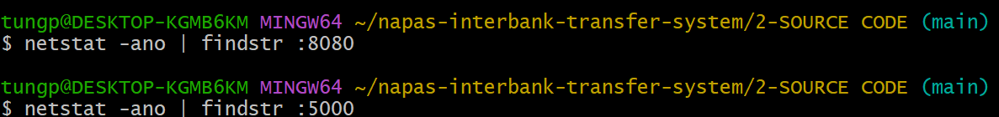 tungp@DESKTOP-KGMB6KM MINGW64 ~/napas-interbank-transfer-system/2-SOURCE CODE (main)
$ netstat -ano | findstr :8080
tungp@DESKTOP-KGMB6KM MINGW64 ~/napas-interbank-transfer-system/2-SOURCE CODE (main)
$ netstat -ano | findstr :5000